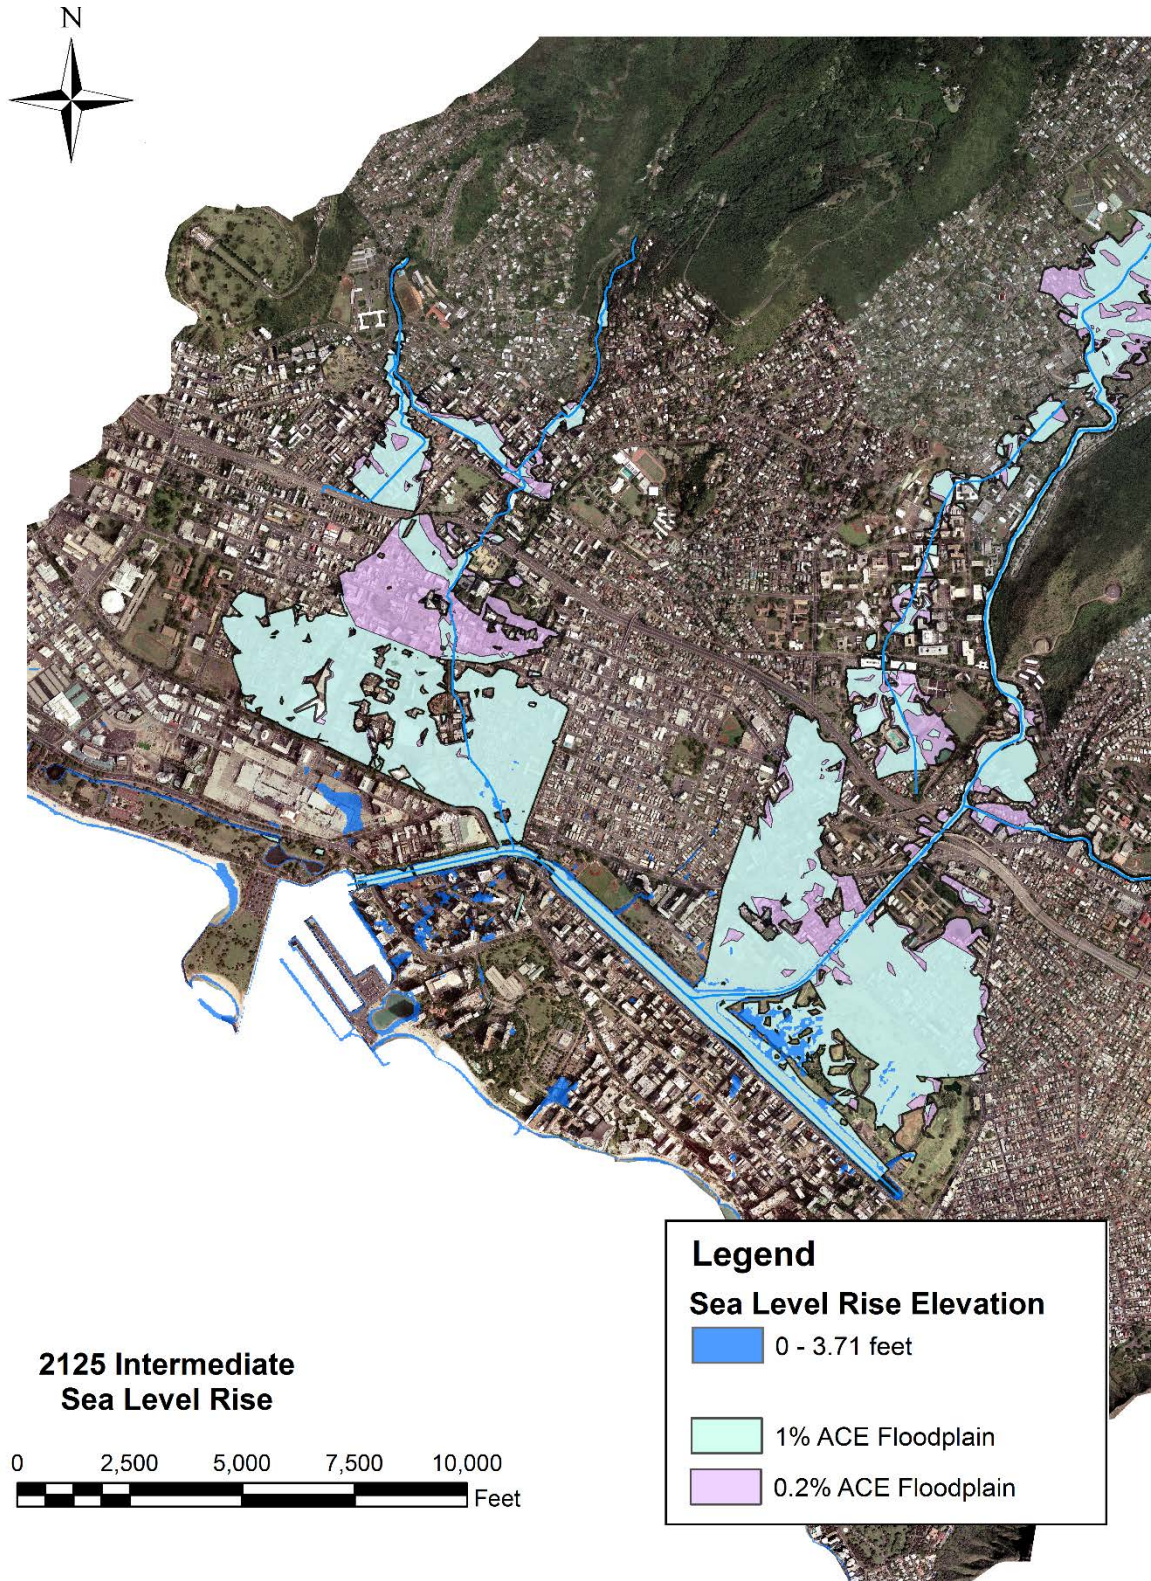 N
Legend
Sea Level Rise Elevation
0 - 3.71 feet
1% ACE Floodplain
0.2% ACE Floodplain
2125 Intermediate
Sea Level Rise
0 2,500 5,000 7,500 10,000
Feet